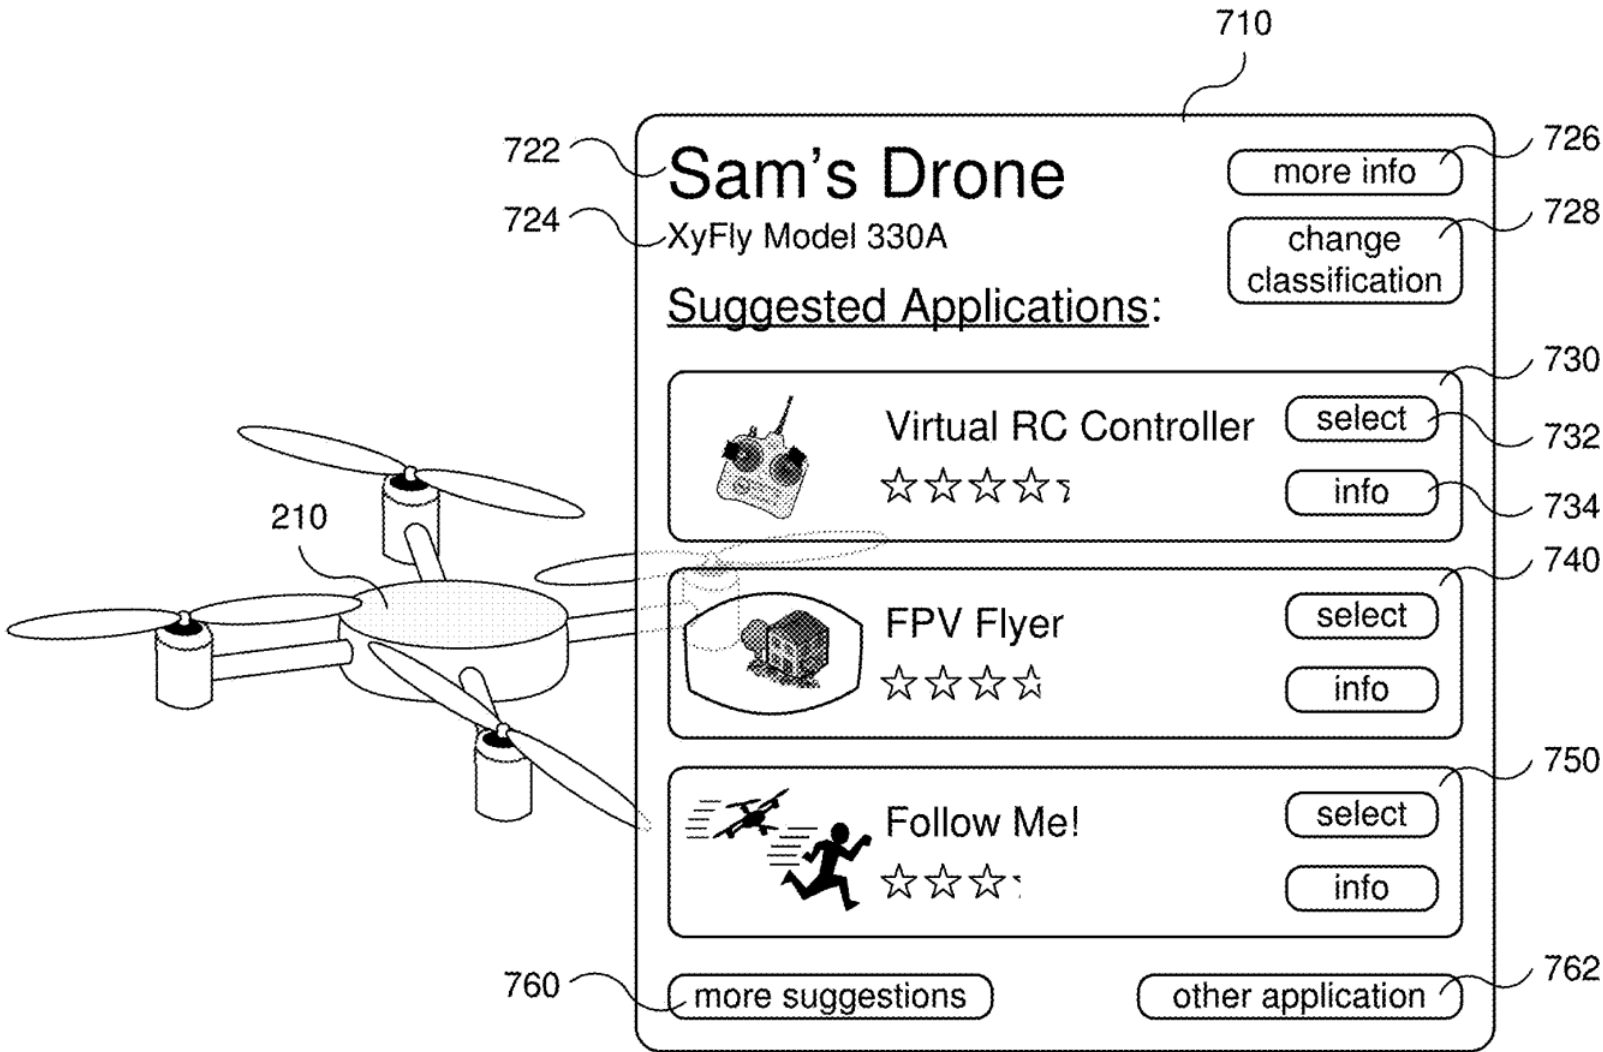 710
722
Sam's Drone
more info
726
724
XyFly Model 330A
change
classification
728
Suggested Applications:
730
Virtual RC Controller
select
732
info
734
210
740
FPV Flyer
select
info
750
Follow Me!
select
info
760
more suggestions
other application
762